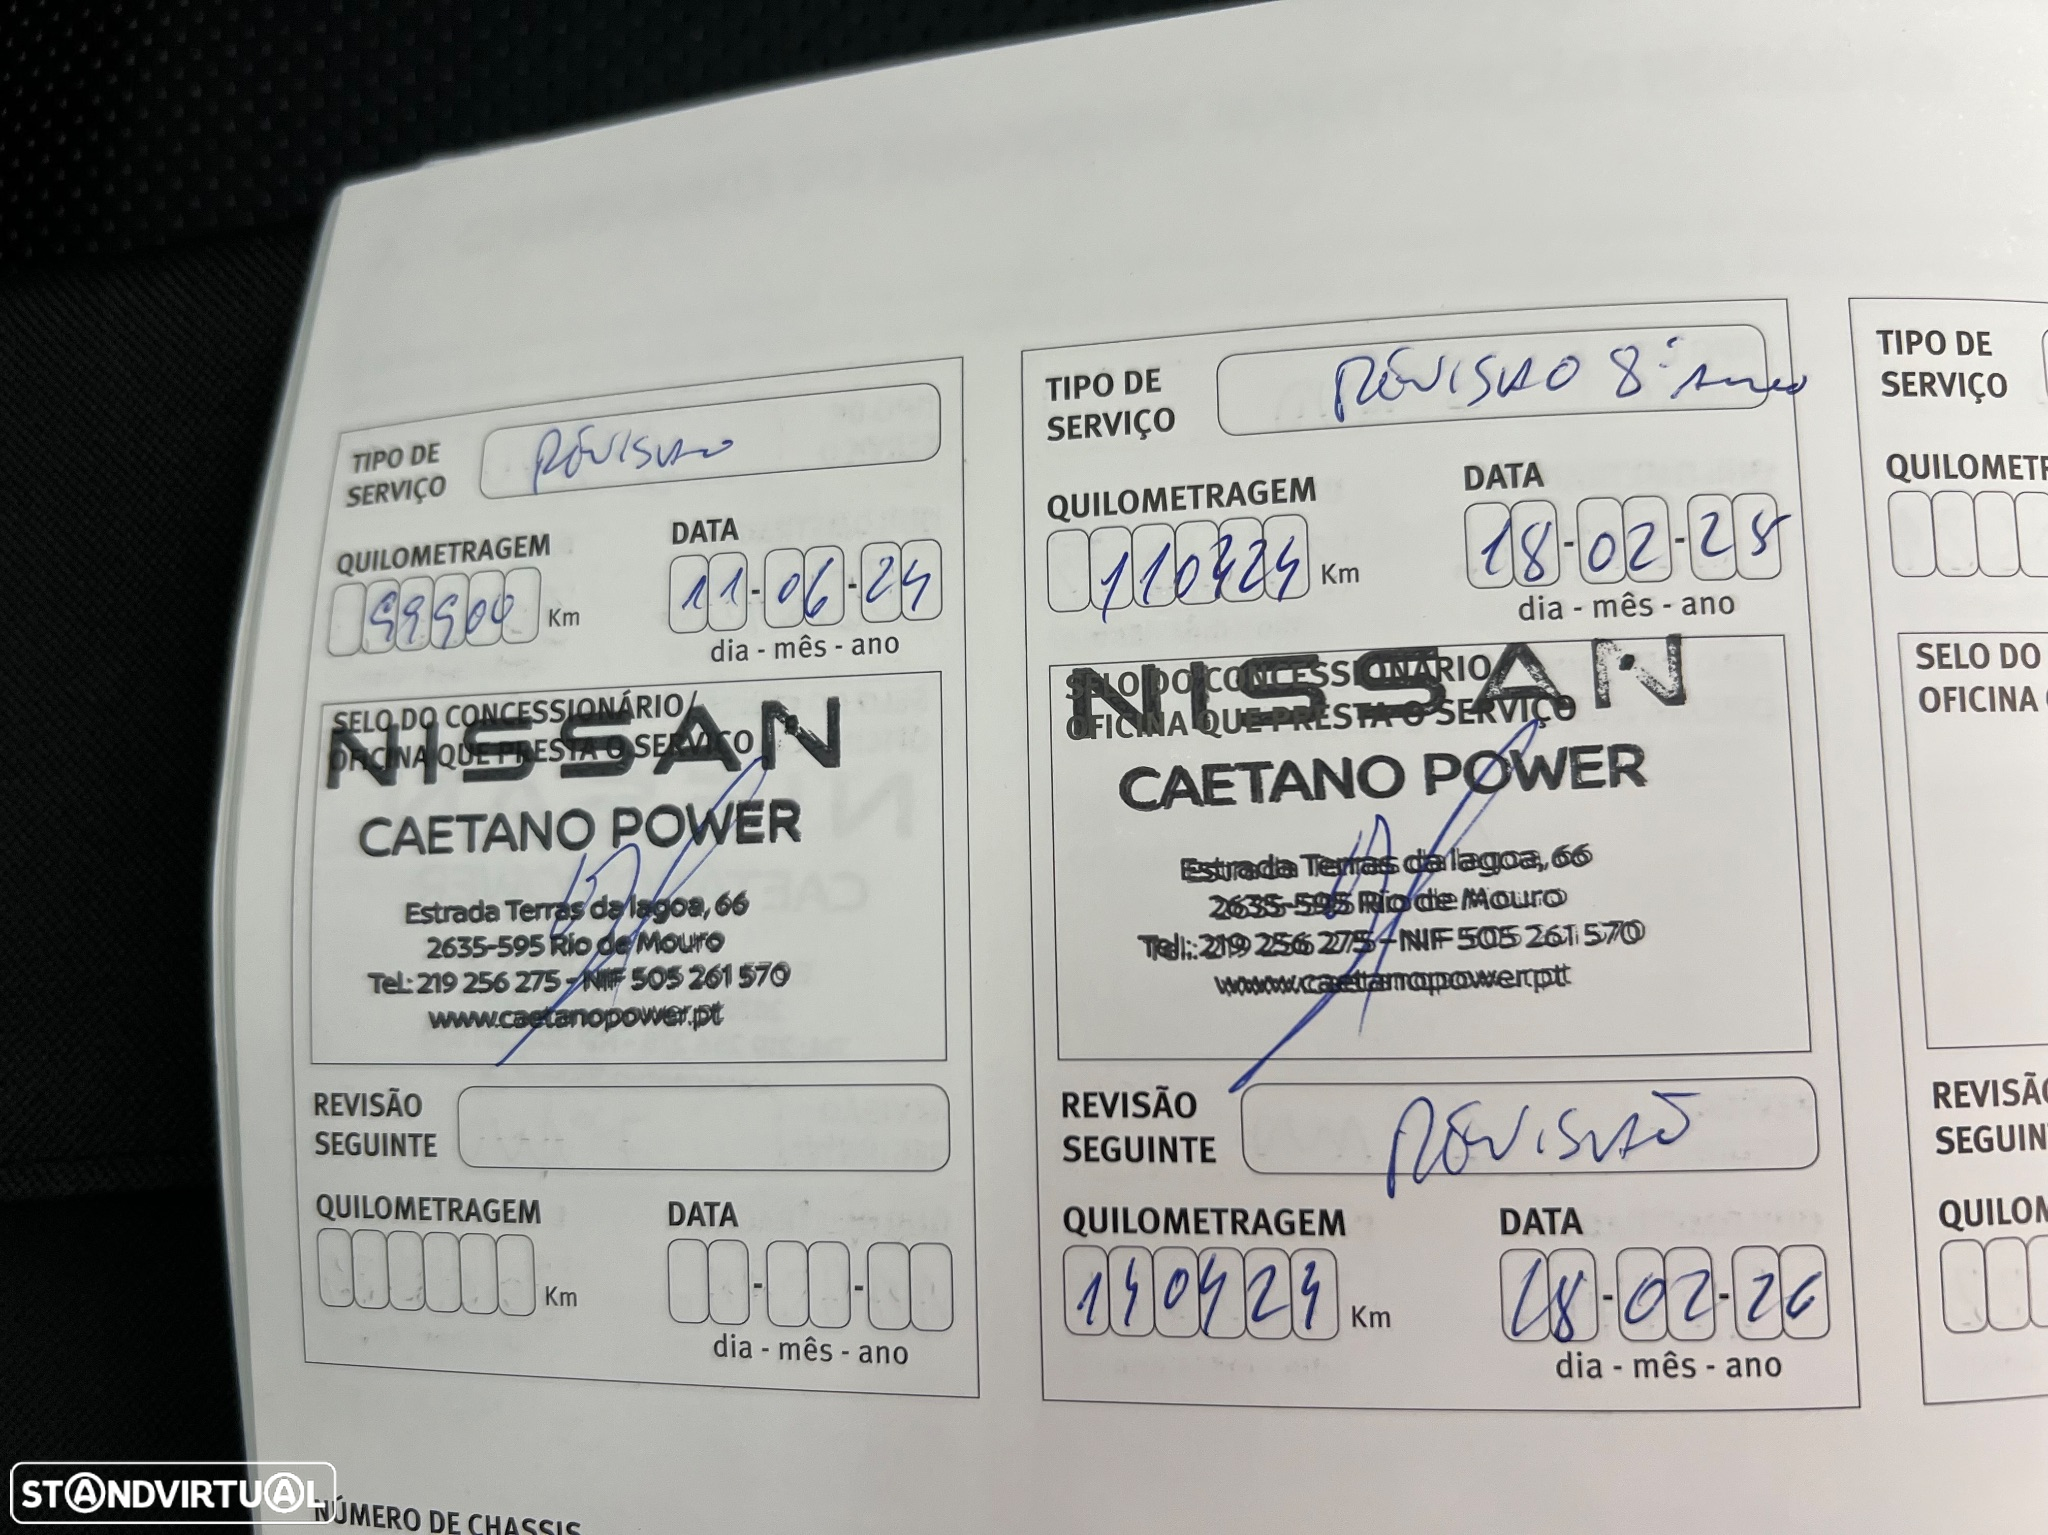 TIPO DE
SERVIÇO
REVISAO
QUILOMETRAGEM
DATA
99900 Km
11-06-24
dia - mês - ano
SELO DO CONCESSIONÁRIO/
OFICINA QUE PRESTA O SERVIÇO
NISSAN
CAETANO POWER
Estrada Terras da lagoa, 66
2635-595 Rio de Mouro
Tel.: 219 256 275 - NIF 505 261 570
www.caetanopower.pt
REVISÃO
SEGUINTE
QUILOMETRAGEM
DATA
Km
dia - mês - ano
TIPO DE
SERVIÇO
REVISAO 8º
QUILOMETRAGEM
DATA
110424 Km
18-02-25
dia - mês - ano
SELO DO CONCESSIONÁRIO/
OFICINA QUE PRESTA O SERVIÇO
NISSAN
CAETANO POWER
Estrada Terras da lagoa, 66
2635-595 Rio de Mouro
Tel.: 219 256 275 - NIF 505 261 570
www.caetanopower.pt
REVISÃO
SEGUINTE
REVISÃO
QUILOMETRAGEM
DATA
140424 Km
18-02-26
dia - mês - ano
TIPO DE
SERVIÇO
QUILOMET
SELO DO
OFICINA
REVISÃ
SEGUIN
QUILOM
NÚMERO DE CHASSIS
STANDVIRTUAL